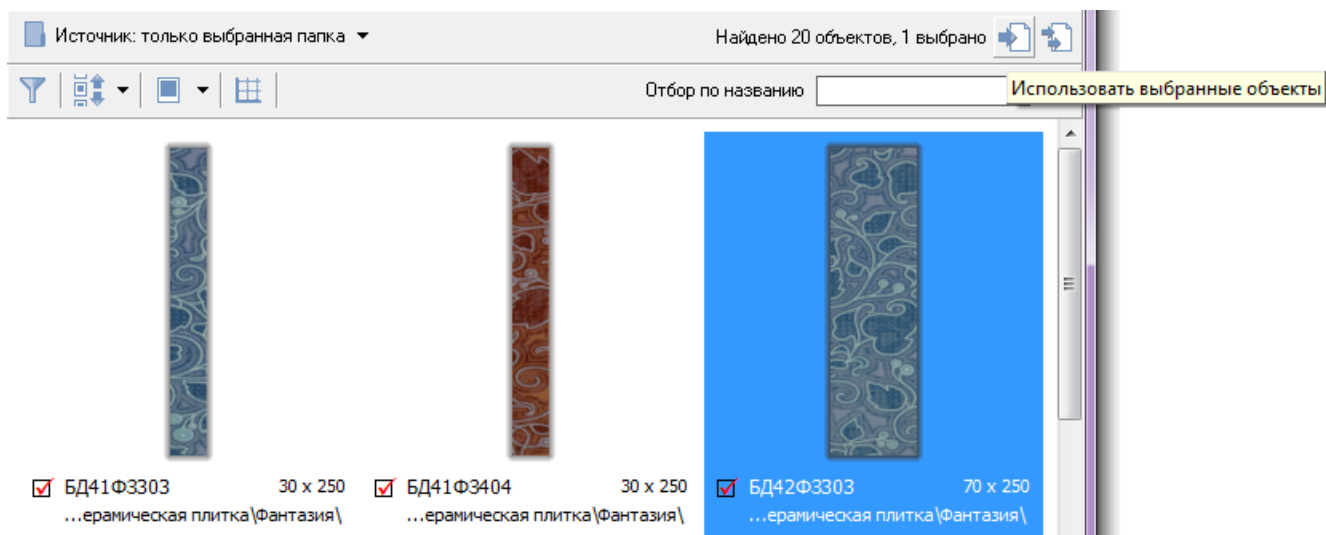 Источник: только выбранная папка
Найдено 20 объектов, 1 выбрано
Отбор по названию
Использовать выбранные объекты
БД41Ф3303 30 x 250
...ерамическая плитка\Фантазия\
БД41Ф3404 30 x 250
...ерамическая плитка\Фантазия\
БД42Ф3303 70 x 250
...ерамическая плитка\Фантазия\